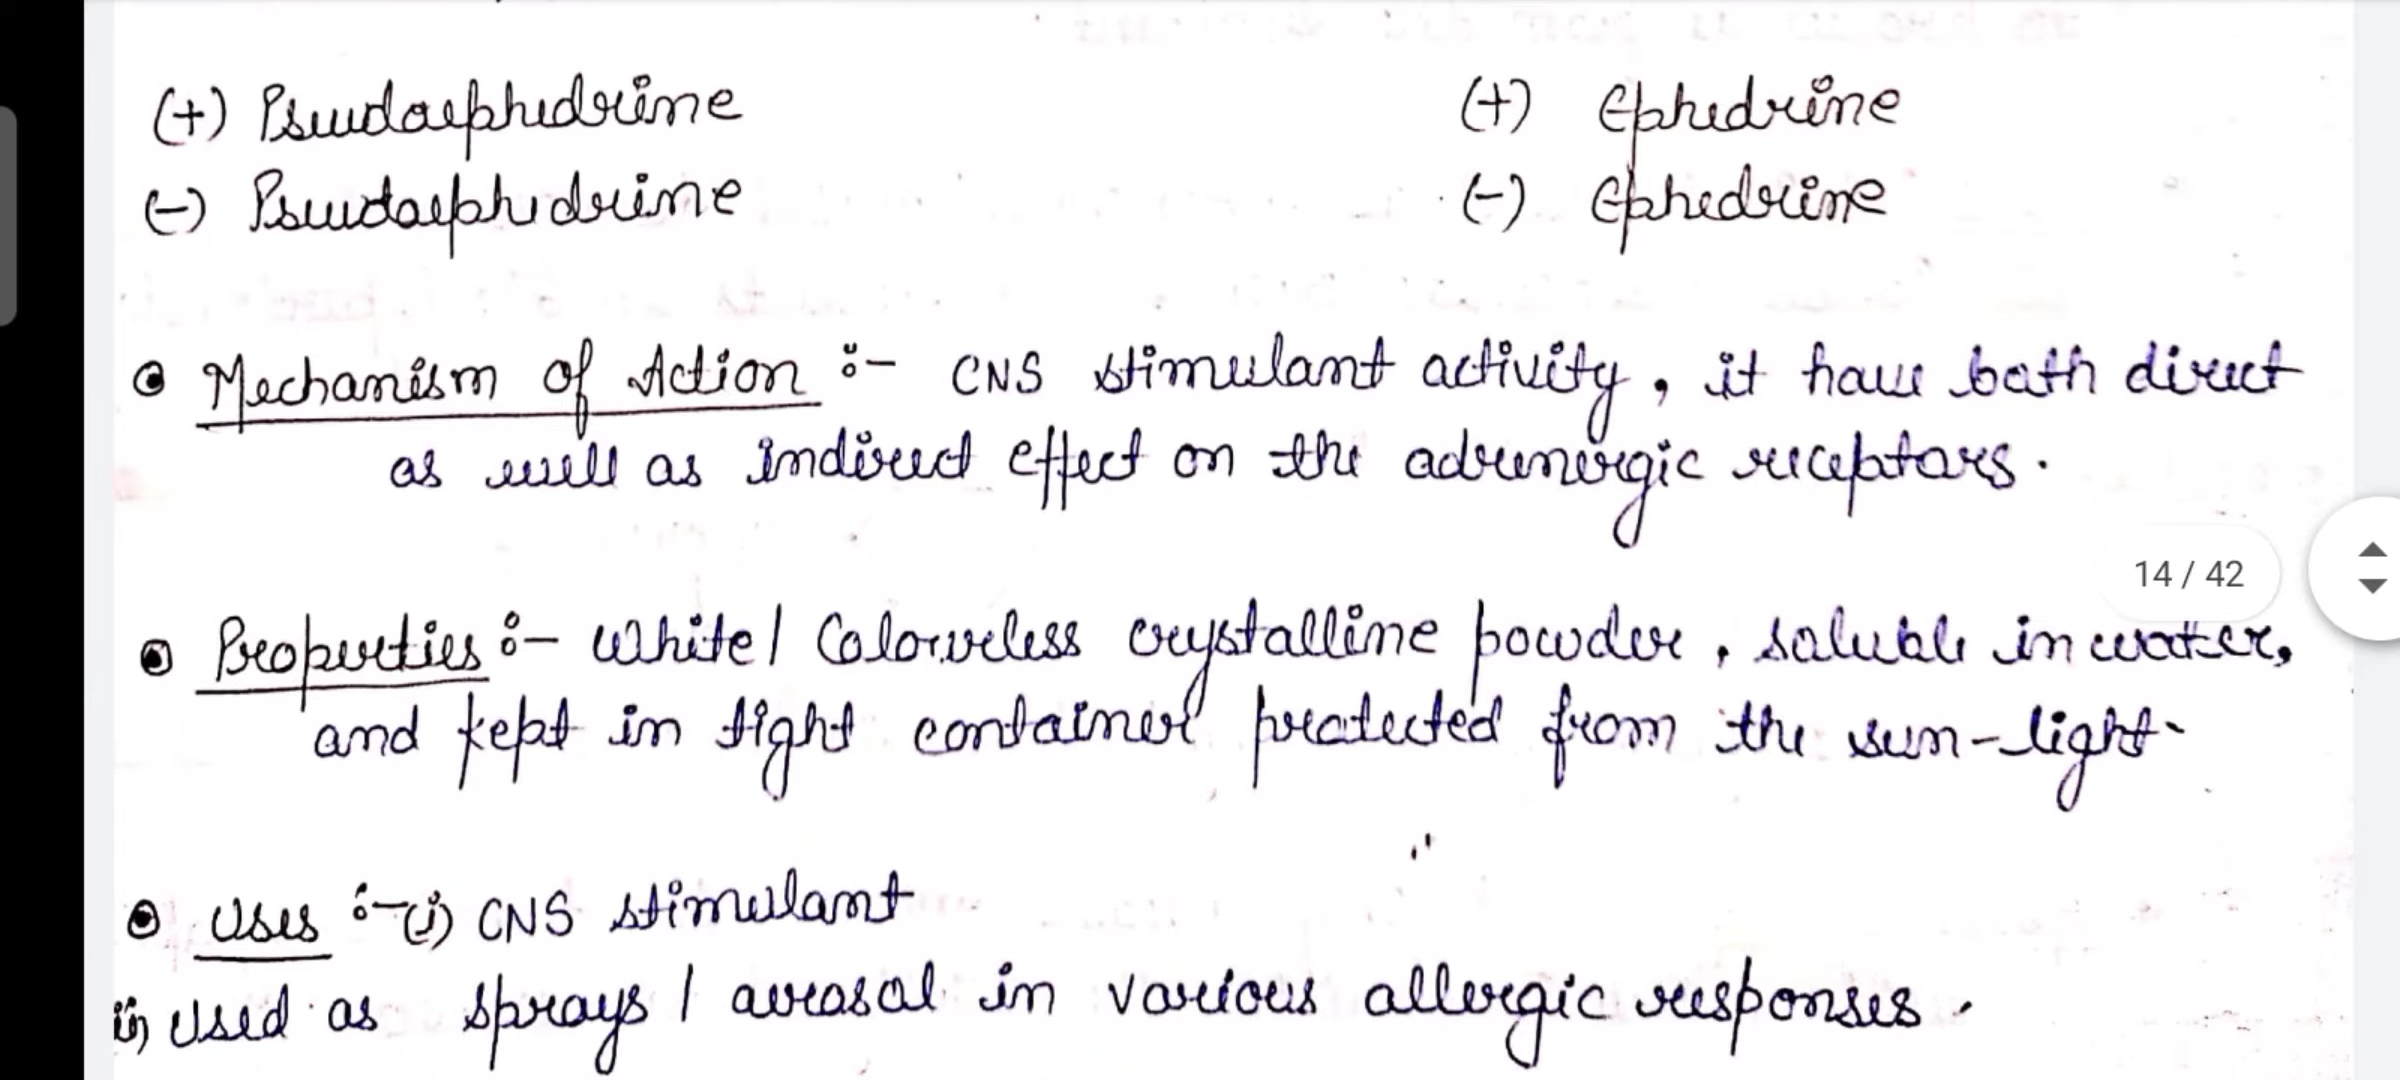 (+) Pseudoephedrine (+) Ephedrine
(-) Pseudoephedrine (-) Ephedrine
Mechanism of Action :- CNS stimulant activity, it have both direct
as well as indirect effect on the adrenergic receptors.
14 / 42
Properties :- White/ Colourless crystalline powder, soluble in water,
and kept in tight container protected from the sun-light.
Uses :- (i) CNS stimulant
ii) Used as sprays / aerosol in various allergic responses.